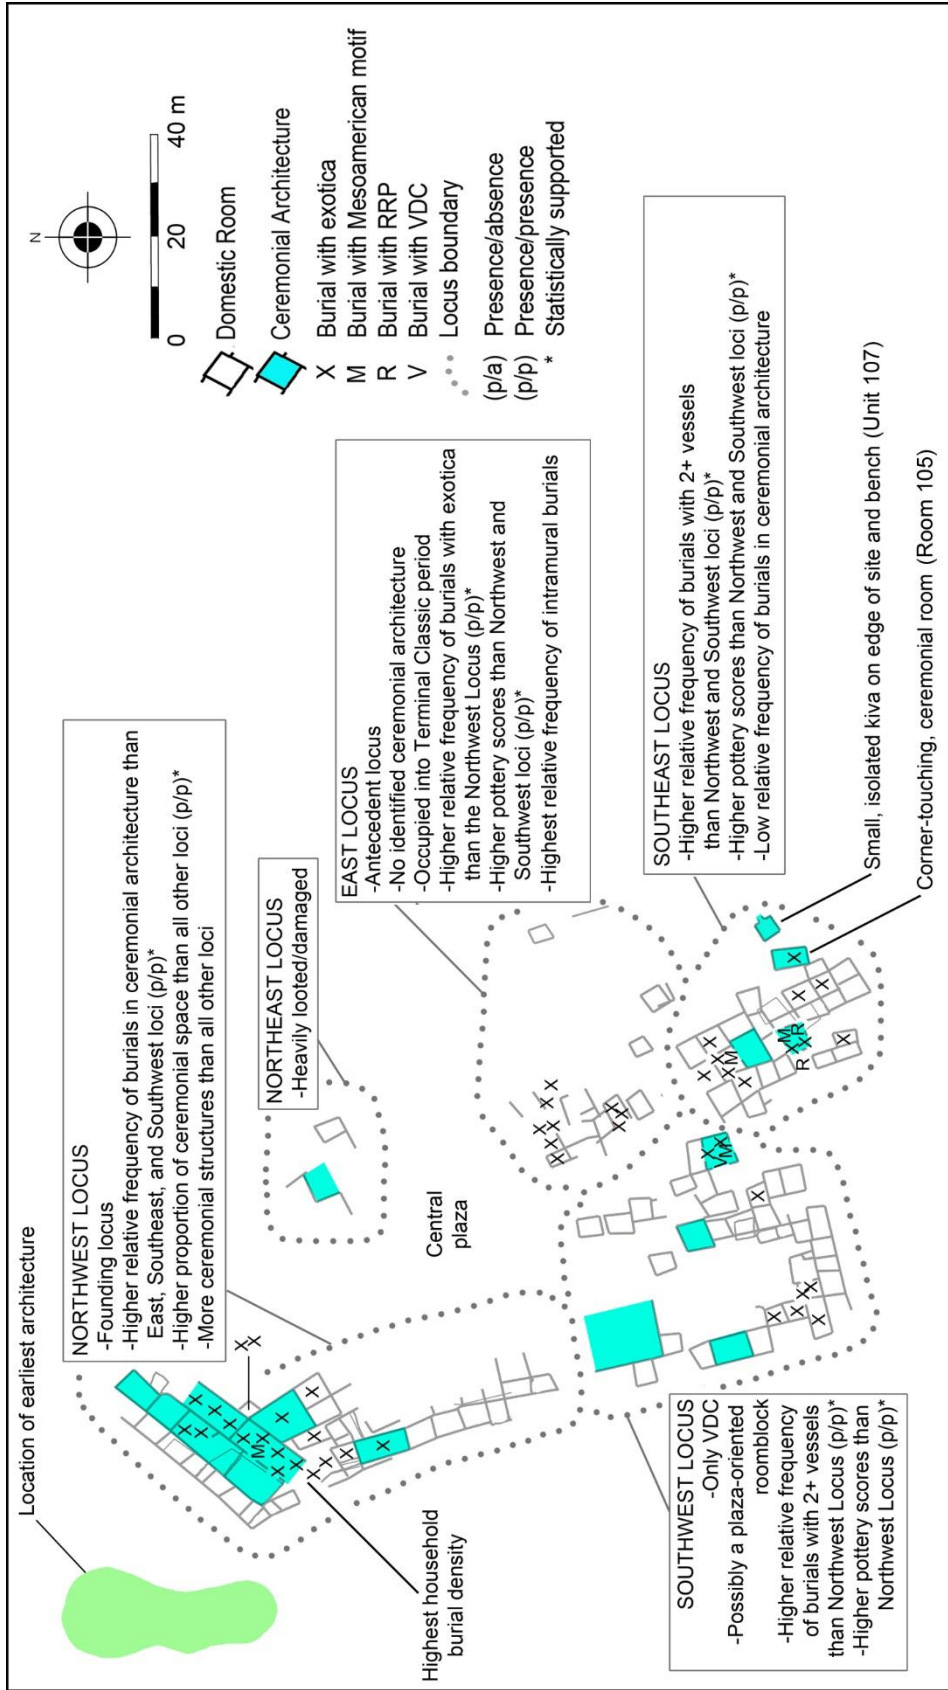 Location of earliest architecture
NORTHWEST LOCUS
-Founding locus
-Higher relative frequency of burials in ceremonial architecture than
East, Southeast, and Southwest loci (p/p)*
-Higher proportion of ceremonial space than all other loci (p/p)*
-More ceremonial structures than all other loci
NORTHEAST LOCUS
-Heavily looted/damaged
N
0
20
40 m
Domestic Room
Ceremonial Architecture
X Burial with exotica
M Burial with Mesoamerican motif
R Burial with RRP
V Burial with VDC
Locus boundary
(p/a) Presence/absence
(p/p) Presence/presence
* Statistically supported
EAST LOCUS
-Antecedent locus
-No identified ceremonial architecture
-Occupied into Terminal Classic period
-Higher relative frequency of burials with exotica
than the Northwest Locus (p/p)*
-Higher pottery scores than Northwest and
Southwest loci (p/p)*
-Highest relative frequency of intramural burials
Highest household
burial density
Central
plaza
SOUTHEAST LOCUS
-Higher relative frequency of burials with 2+ vessels
than Northwest and Southwest loci (p/p)*
-Higher pottery scores than Northwest and Southwest loci (p/p)*
-Low relative frequency of burials in ceremonial architecture
Small, isolated kiva on edge of site and bench (Unit 107)
Corner-touching, ceremonial room (Room 105)
SOUTHWEST LOCUS
-Only VDC
-Possibly a plaza-oriented
roomblock
-Higher relative frequency
of burials with 2+ vessels
than Northwest Locus (p/p)*
-Higher pottery scores than
Northwest Locus (p/p)*